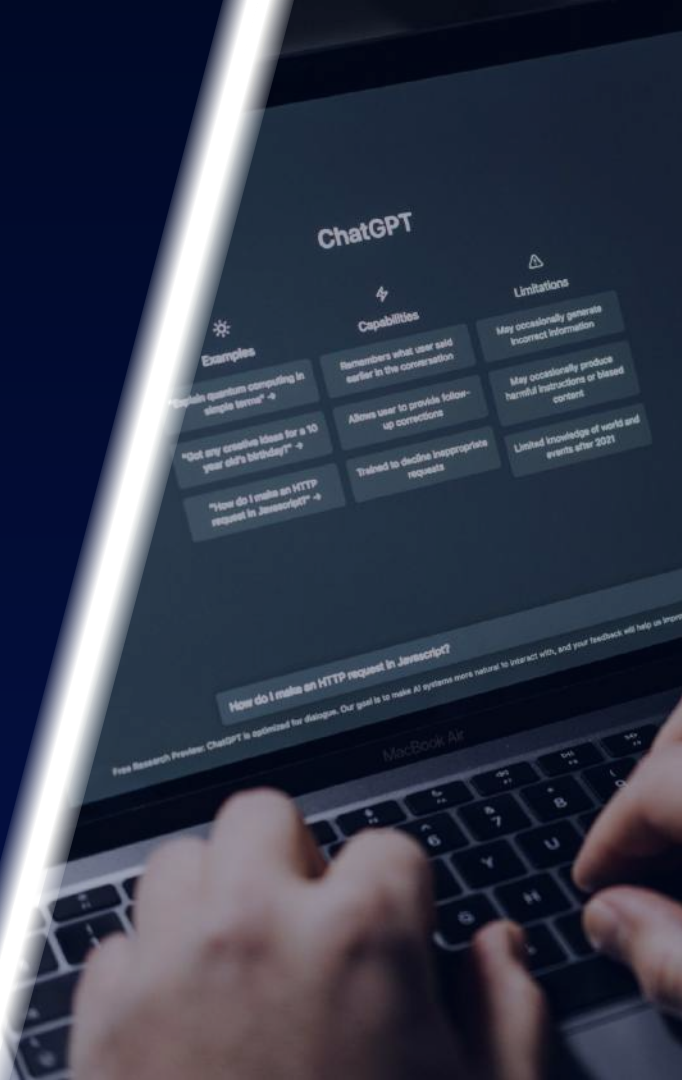 ChatGPT
Examples
"Explain quantum computing in
simple terms" →
"Got any creative ideas for a 10
year old's birthday?" →
"How do I make an HTTP
request in Javascript?" →
Capabilities
Remembers what user said
earlier in the conversation
Allows user to provide follow-
up corrections
Trained to decline inappropriate
requests
Limitations
May occasionally generate
incorrect information
May occasionally produce
harmful instructions or biased
content
Limited knowledge of world and
events after 2021
How do I make an HTTP request in Javascript?
Free Research Preview: ChatGPT is optimized for dialogue. Our goal is to make AI systems more natural to interact with, and your feedback will help us
MacBook Air
6
7
8
Y
U
G
H